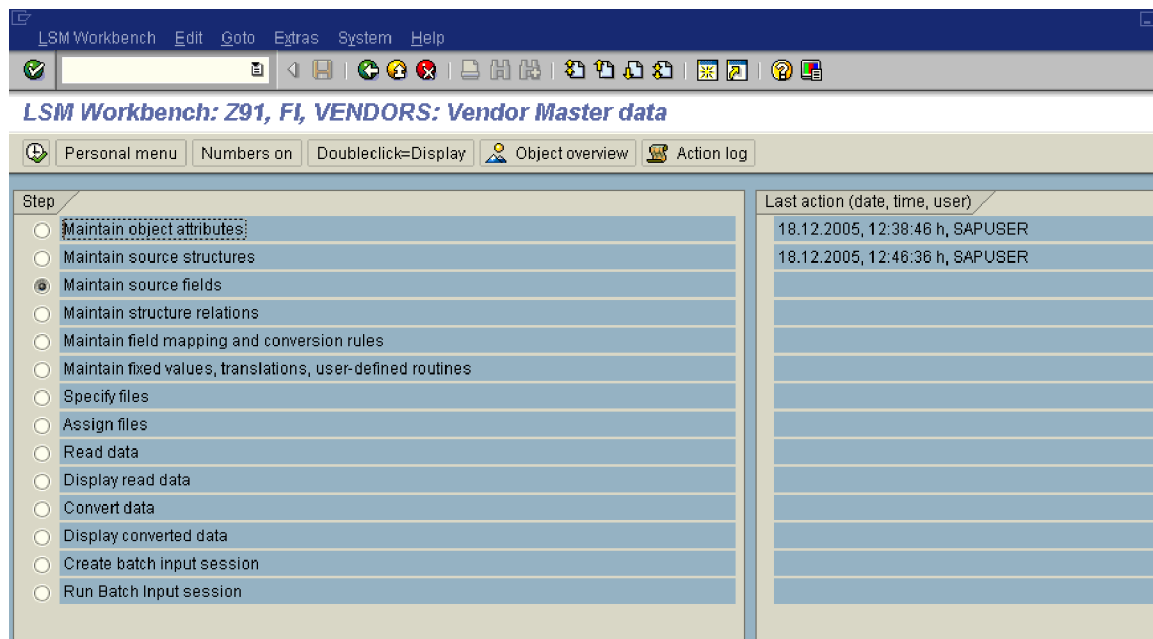 LSM Workbench Edit Goto Extras System Help
LSM Workbench: Z91, FI, VENDORS: Vendor Master data
Personal menu Numbers on Doubleclick=Display Object overview Action log
Step Last action (date, time, user)
Maintain object attributes 18.12.2005, 12:38:46 h, SAPUSER
Maintain source structures 18.12.2005, 12:46:36 h, SAPUSER
Maintain source fields
Maintain structure relations
Maintain field mapping and conversion rules
Maintain fixed values, translations, user-defined routines
Specify files
Assign files
Read data
Display read data
Convert data
Display converted data
Create batch input session
Run Batch Input session